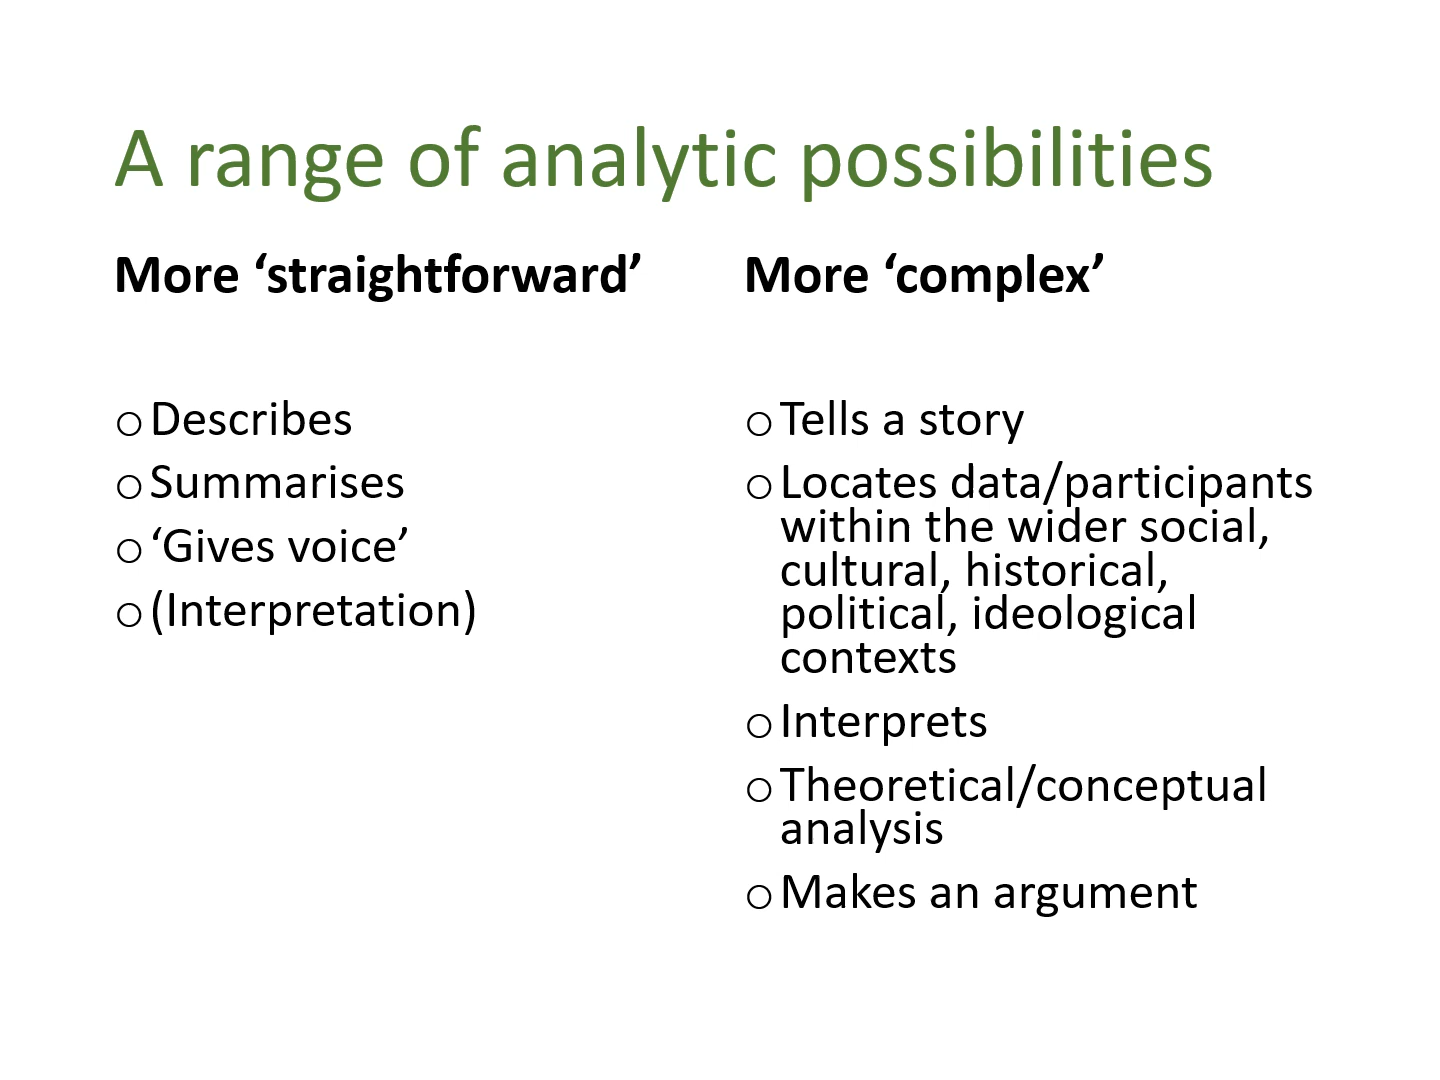 A range of analytic possibilities
More ‘straightforward’
○ Describes
○ Summarises
○ ‘Gives voice’
○ (Interpretation)
More ‘complex’
○ Tells a story
○ Locates data/participants
within the wider social,
cultural, historical,
political, ideological
contexts
○ Interprets
○ Theoretical/conceptual
analysis
○ Makes an argument